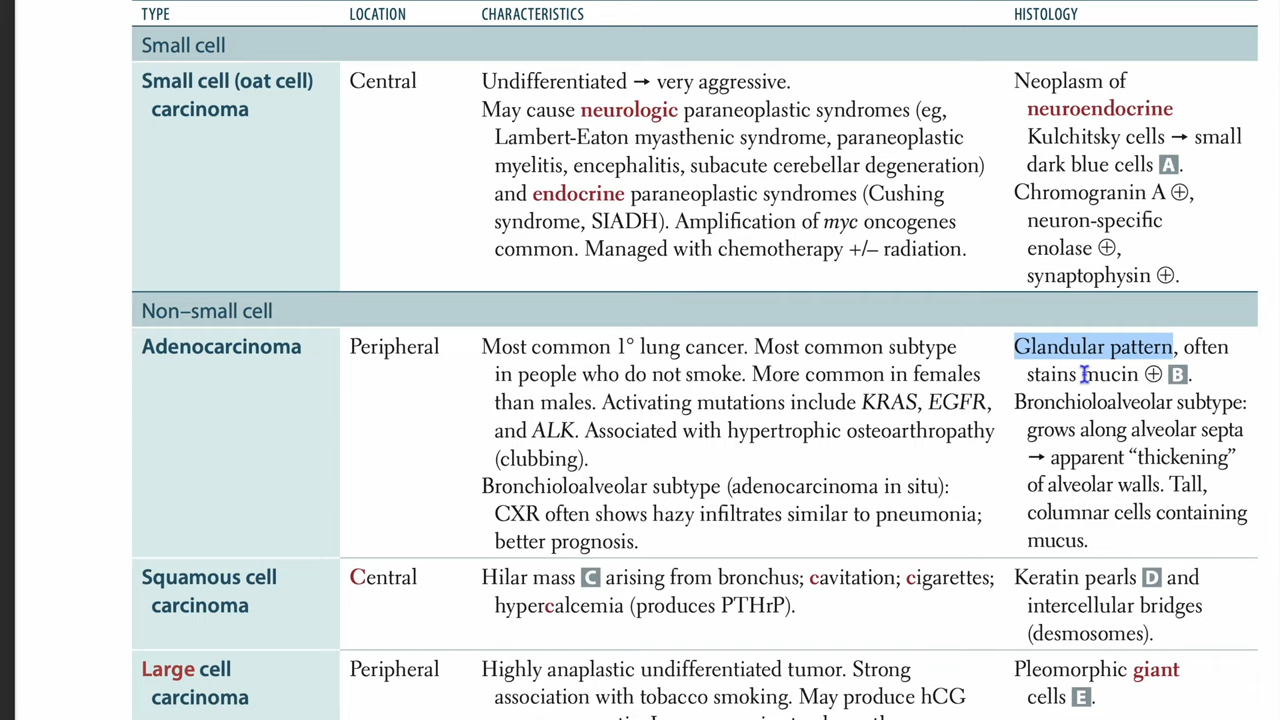 TYPE LOCATION CHARACTERISTICS HISTOLOGY
Small cell
Small cell (oat cell)
carcinoma
Central
Undifferentiated → very aggressive.
May cause neurologic paraneoplastic syndromes (eg,
Lambert-Eaton myasthenic syndrome, paraneoplastic
myelitis, encephalitis, subacute cerebellar degeneration)
and endocrine paraneoplastic syndromes (Cushing
syndrome, SIADH). Amplification of myc oncogenes
common. Managed with chemotherapy +/– radiation.
Neoplasm of
neuroendocrine
Kulchitsky cells → small
dark blue cells A.
Chromogranin A ⊕,
neuron-specific
enolase ⊕,
synaptophysin ⊕.
Non–small cell
Adenocarcinoma
Peripheral
Most common 1° lung cancer. Most common subtype
in people who do not smoke. More common in females
than males. Activating mutations include KRAS, EGFR,
and ALK. Associated with hypertrophic osteoarthropathy
(clubbing).
Bronchioloalveolar subtype (adenocarcinoma in situ):
CXR often shows hazy infiltrates similar to pneumonia;
better prognosis.
Glandular pattern, often
stains mucin ⊕ B.
Bronchioloalveolar subtype:
grows along alveolar septa
→ apparent “thickening”
of alveolar walls. Tall,
columnar cells containing
mucus.
Squamous cell
carcinoma
Central
Hilar mass C arising from bronchus; cavitation; cigarettes;
hypercalcemia (produces PTHrP).
Keratin pearls D and
intercellular bridges
(desmosomes).
Large cell
carcinoma
Peripheral
Highly anaplastic undifferentiated tumor. Strong
association with tobacco smoking. May produce hCG
Pleomorphic giant
cells E.